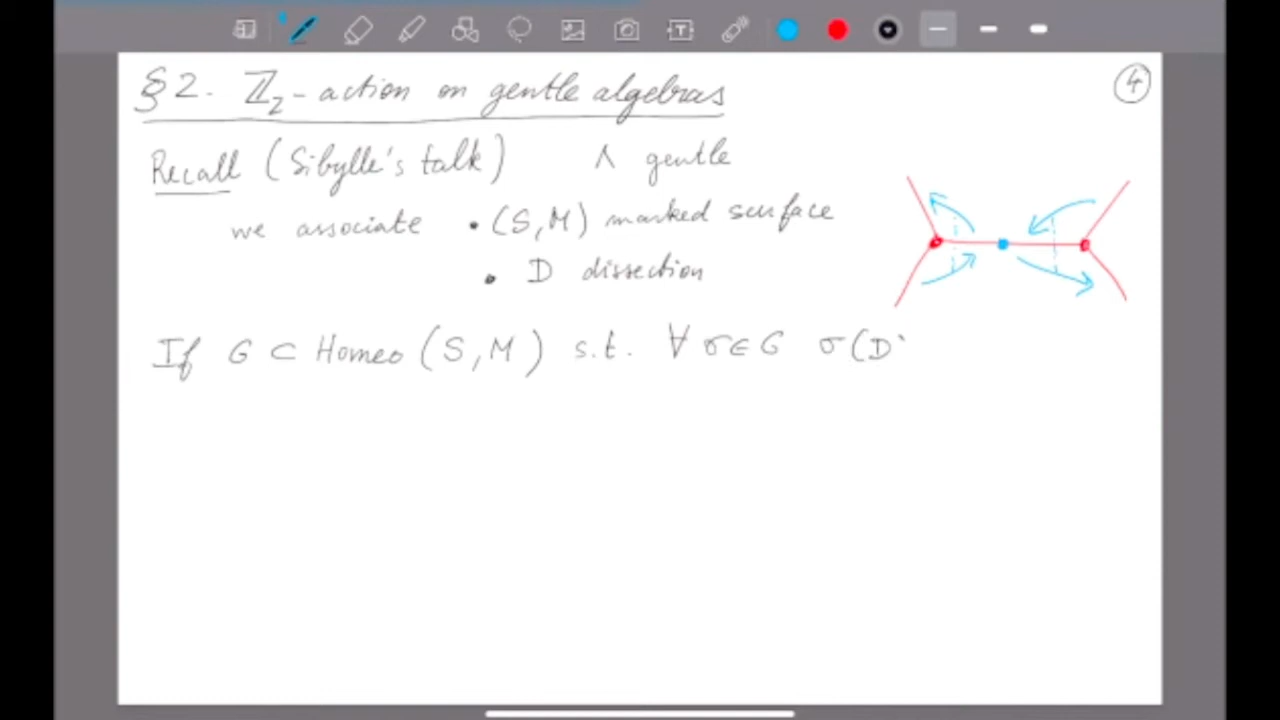 §2. ℤ₂-action on gentle algebras
④
Recall (Sibylle's talk) Λ gentle
we associate • (S,M) marked surface
• D dissection
If G ⊂ Homeo (S,M) s.t. ∀ σ∈G σ(D